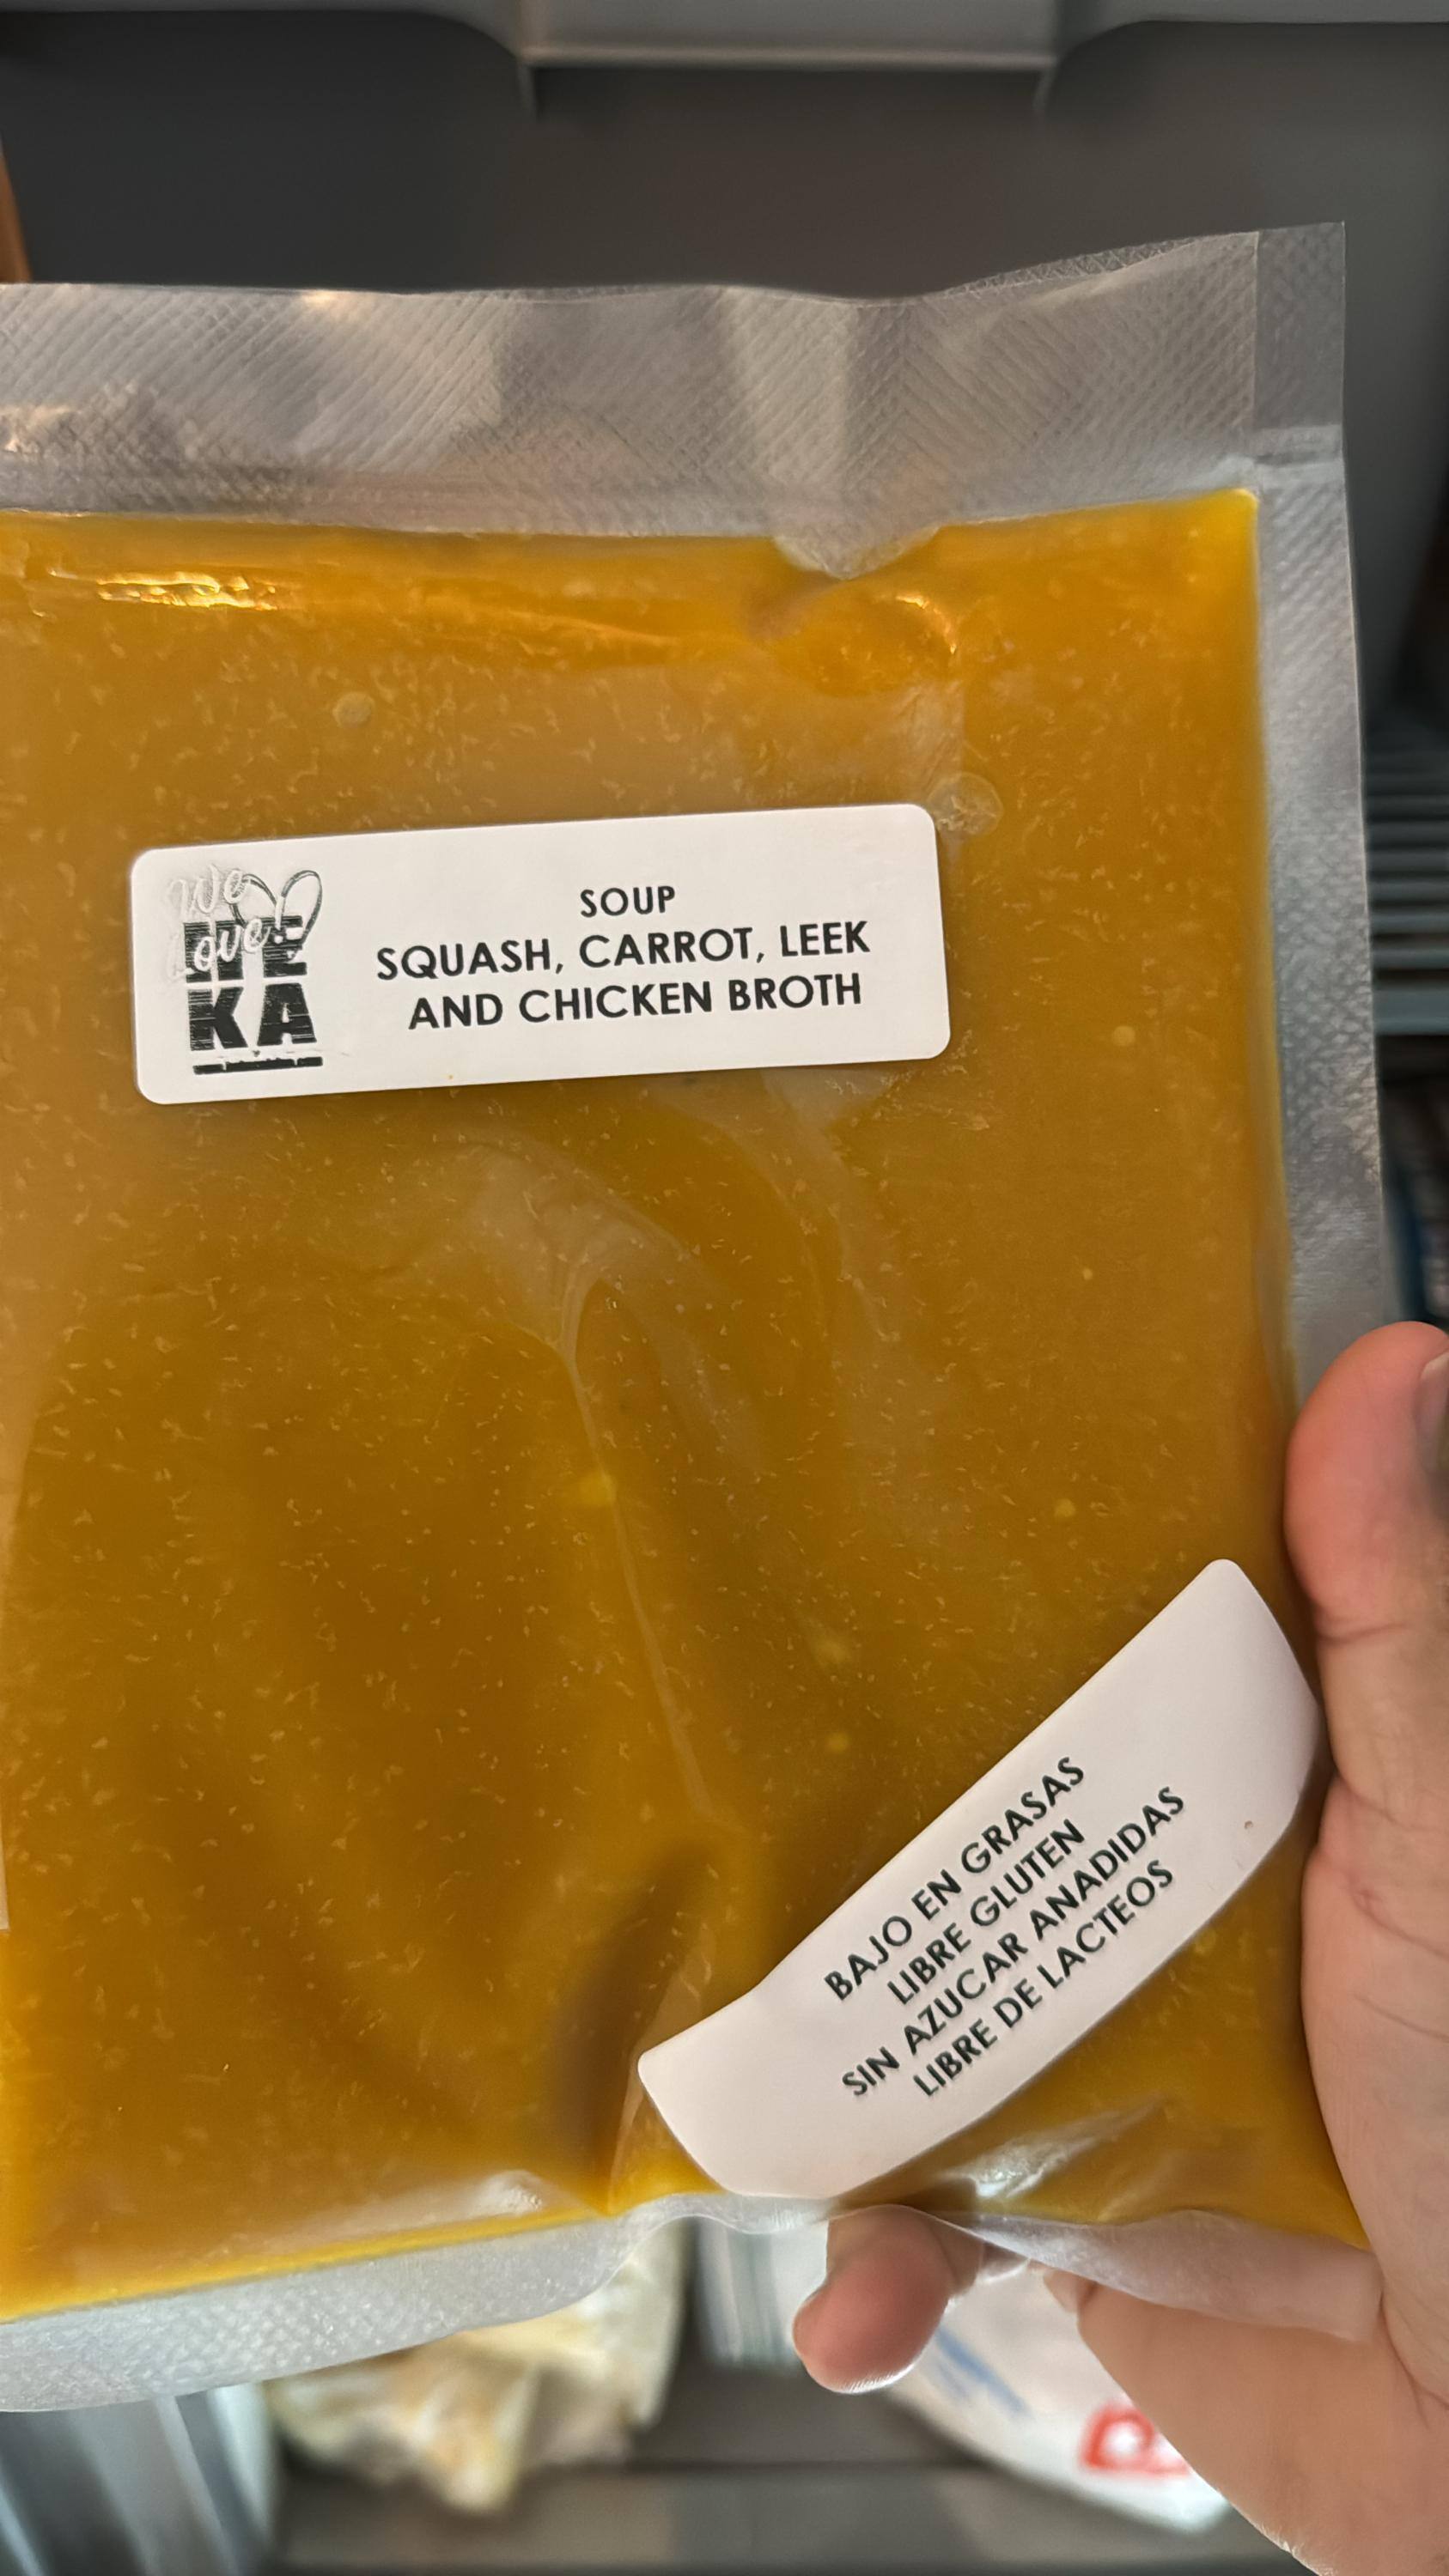 We
Love
HEKA
SOUP
SQUASH, CARROT, LEEK
AND CHICKEN BROTH
BAJO EN GRASAS
LIBRE GLUTEN
SIN AZUCAR ANADIDAS
LIBRE DE LACTEOS